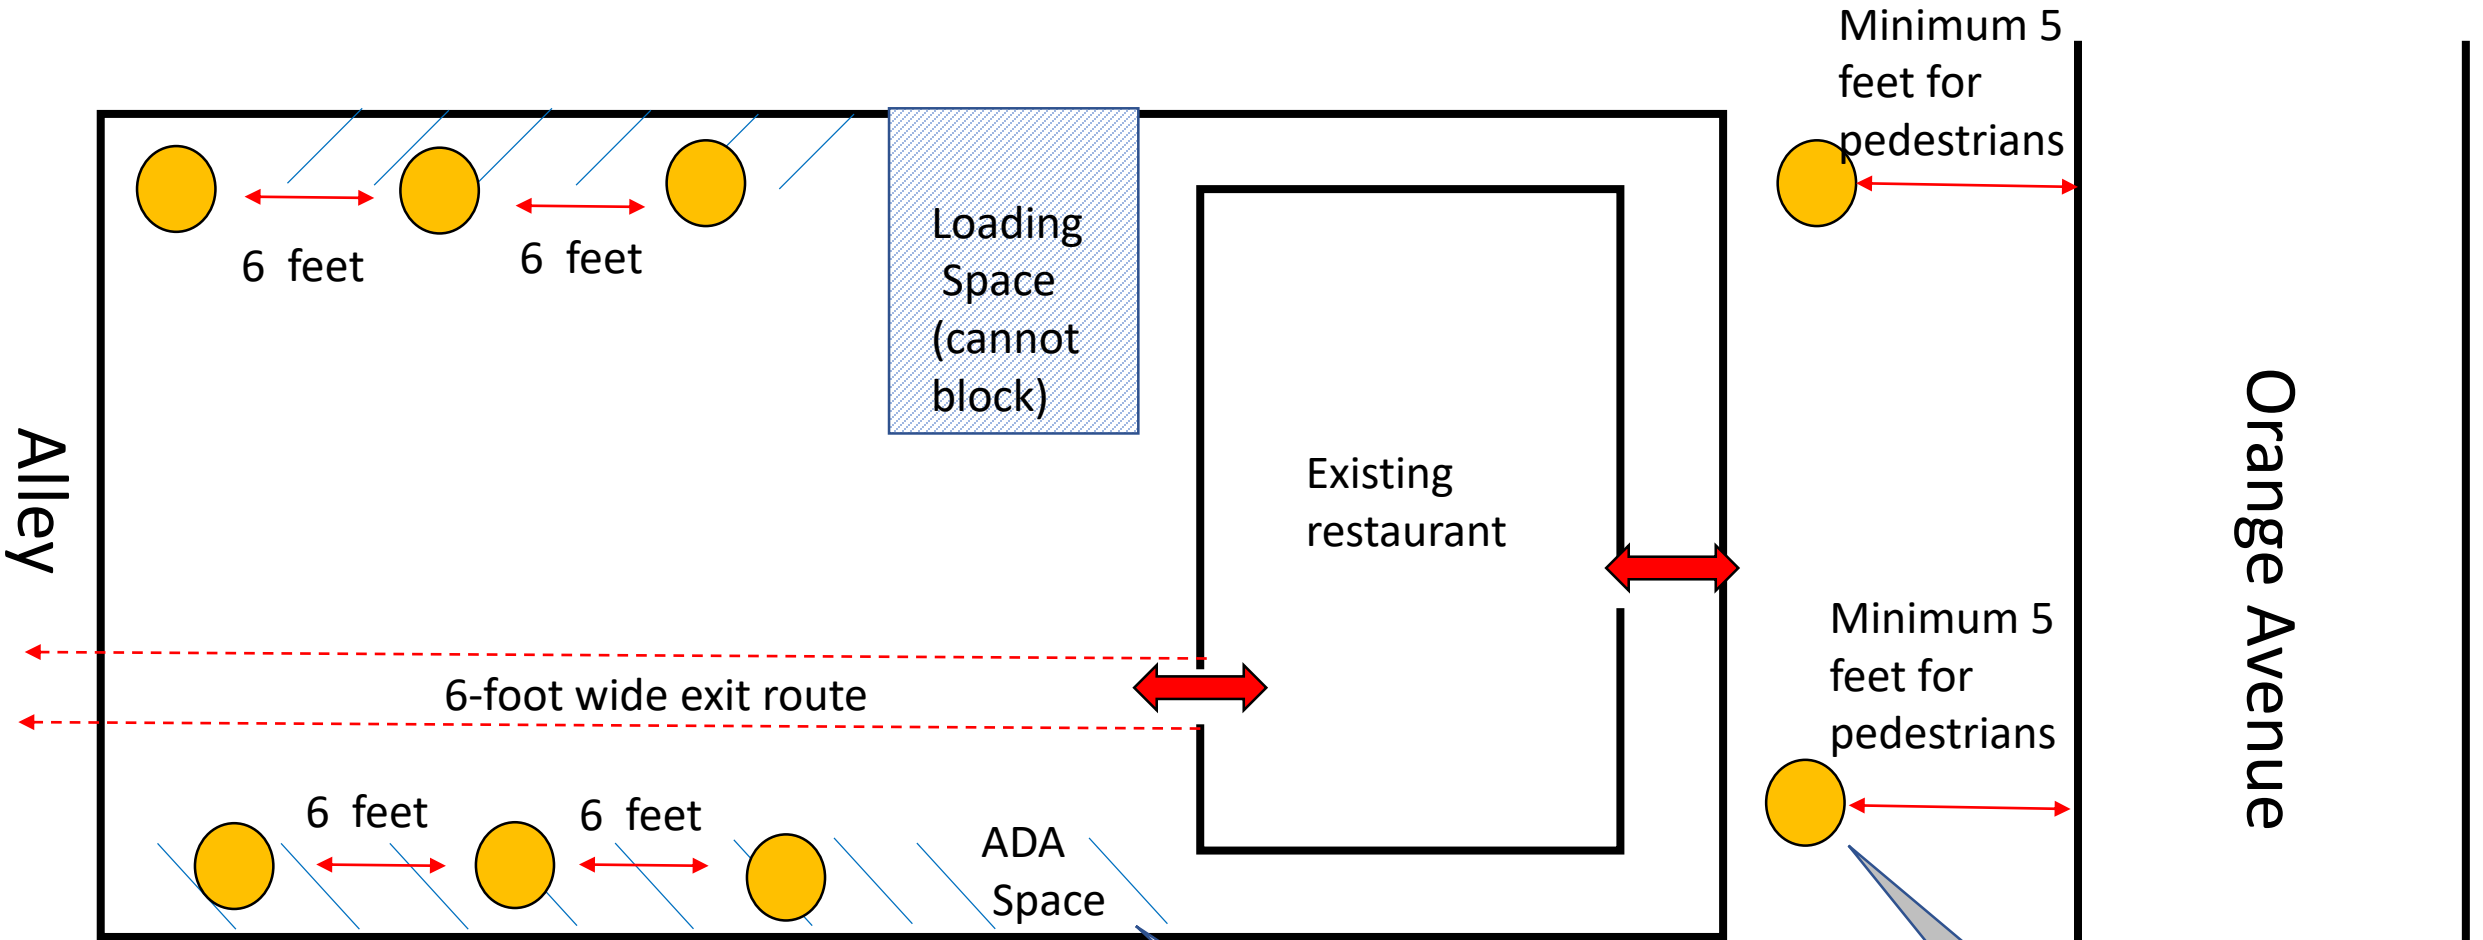 Minimum 5
feet for
pedestrians
6 feet
6 feet
Loading
Space
(cannot
block)
Alley
Existing
restaurant
Orange Avenue
6-foot wide exit route
Minimum 5
feet for
pedestrians
6 feet
6 feet
ADA
Space